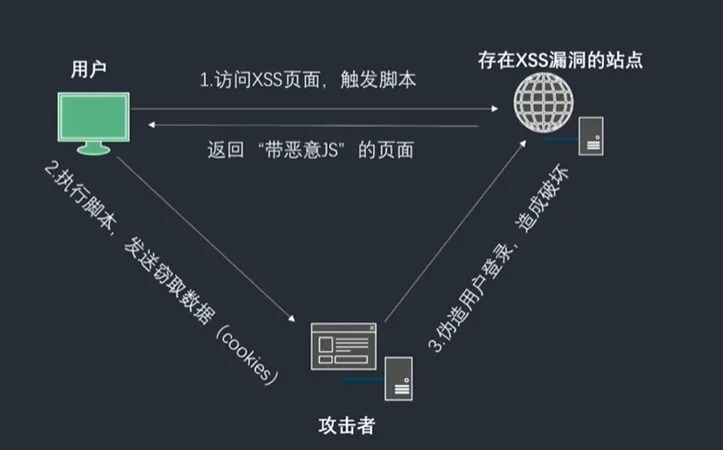 用户
存在XSS漏洞的站点
1.访问XSS页面，触发脚本
返回 “带恶意JS” 的页面
2.执行脚本，发送窃取数据（cookies）
3.伪造用户登录，造成破坏
攻击者